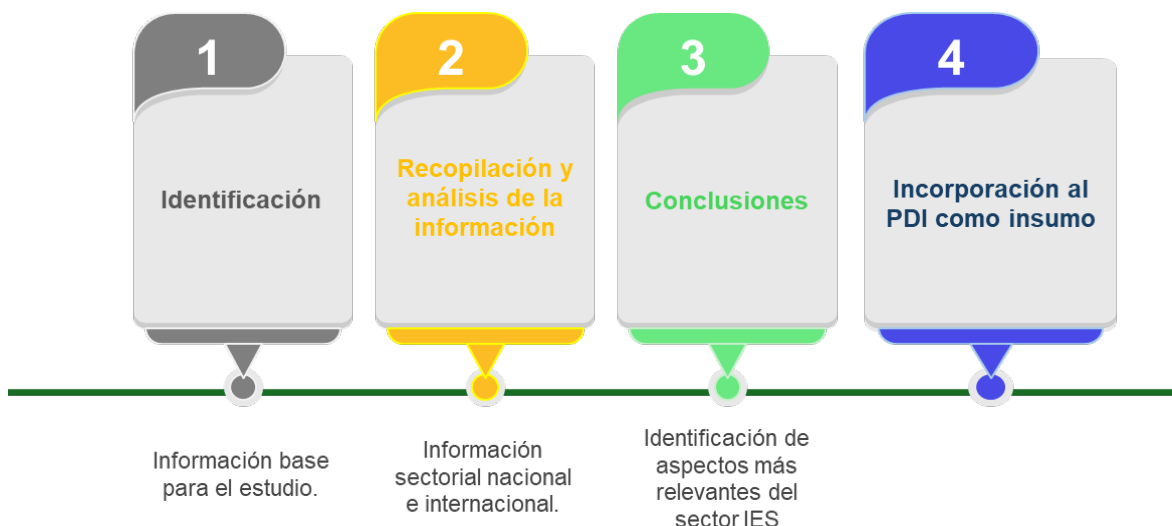 1
Identificación
Información base
para el estudio.
2
Recopilación y
análisis de la
información
Información
sectorial nacional
e internacional.
3
Conclusiones
Identificación de
aspectos más
relevantes del
sector IES
4
Incorporación al
PDI como insumo